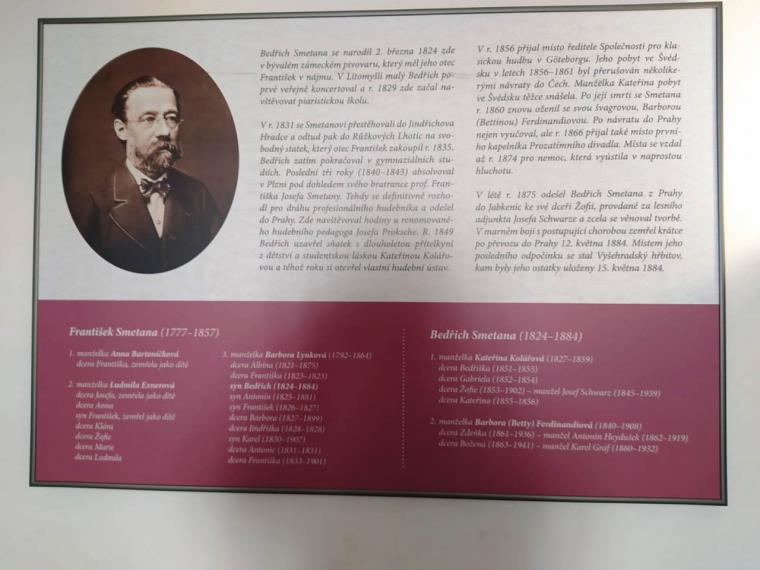 Bedřich Smetana se narodil 2. března 1824 zde
v bývalém zámeckém pivovaru, který měl jeho otec
František v nájmu. V Litomyšli malý Bedřich po-
prvé veřejně koncertoval a r. 1829 zde začal na-
vštěvovat piaristickou školu.
V r. 1831 se Smetanovi přestěhovali do Jindřichova
Hradce a odtud pak do Růžkových Lhotic na svo-
bodný statek, který otec František zakoupil r. 1835.
Bedřich zatím pokračoval v gymnaziálních stu-
diích. Poslední tři roky (1840–1843) absolvoval
v Plzni pod dohledem svého bratrance prof. Fran-
tiška Josefa Smetany. Tehdy se definitivně rozho-
dl pro dráhu profesionálního hudebníka a odešel
do Prahy. Zde navštěvoval hodiny u renomované-
ho hudebního pedagoga Josefa Proksche. R. 1849
Bedřich uzavřel sňatek s dlouholetou přítelkyní
z dětství a studentskou láskou Kateřinou Kolářo-
vou a téhož roku si otevřel vlastní hudební ústav.
V r. 1856 přijal místo ředitele Společnosti pro kla-
sickou hudbu v Göteborgu. Jeho pobyt ve Švéd-
sku v letech 1856–1861 byl přerušován několike-
rými návraty do Čech. Manželka Kateřina pobyt
ve Švédsku těžce snášela. Po její smrti se Smetana
r. 1860 znovu oženil se svou švagrovou, Barborou
(Bettinou) Ferdinandiovou. Po návratu do Prahy
nejen vyučoval, ale r. 1866 přijal také místo první-
ho kapelníka Prozatímního divadla. Místa se vzdal
až r. 1874 pro nemoc, která vyústila v naprostou
hluchotu.
V létě r. 1875 odešel Bedřich Smetana z Prahy
do Jabkenic ke své dceři Žofii, provdané za lesního
adjunkta Josefa Schwarze a zcela se věnoval tvorbě.
V marném boji s postupující chorobou zemřel krátce
po převozu do Prahy 12. května 1884. Místem jeho
posledního odpočinku se stal Vyšehradský hřbitov,
kam byly jeho ostatky uloženy 15. května 1884.
František Smetana (1777–1857)
1. manželka Anna Bartoníčková
dcera Františka, zemřela jako dítě
2. manželka Ludmila Exnerová
dcera Josefa, zemřela jako dítě
dcera Anna
syn František, zemřel jako dítě
dcera Klára
dcera Žofie
dcera Marie
dcera Ludmila
3. manželka Barbora Lynková (1792–1864)
dcera Albína (1821–1875)
dcera Františka (1823–1823)
syn Bedřich (1824–1884)
syn Antonín (1825–1881)
syn František (1826–1827)
dcera Barbora (1827–1899)
dcera Jindřiška (1828–1828)
syn Karel (1830–1907)
dcera Antonie (1831–1831)
dcera Františka (1833–1901)
Bedřich Smetana (1824–1884)
1. manželka Kateřina Kolářová (1827–1859)
dcera Bedřiška (1851–1855)
dcera Gabriela (1852–1854)
dcera Žofie (1853–1902) – manžel Josef Schwarz (1845–1939)
dcera Kateřina (1855–1856)
2. manželka Barbora (Betty) Ferdinandiová (1840–1908)
dcera Zdeňka (1861–1936) – manžel Antonín Heydušek (1862–1919)
dcera Božena (1863–1941) – manžel Karel Gráf (1860–1932)